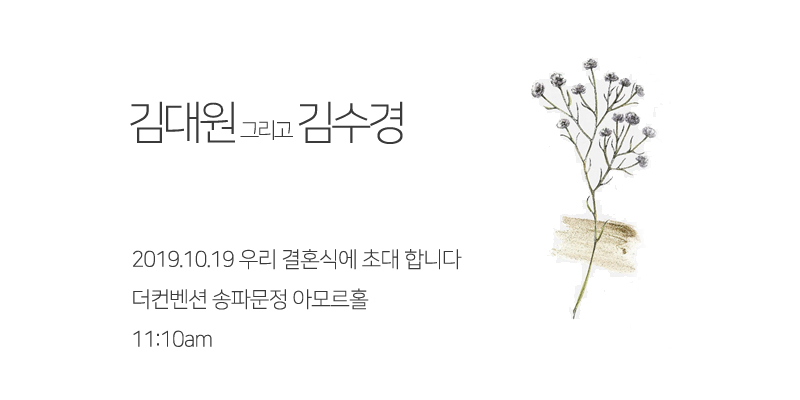 김대원 그리고 김수경
2019.10.19 우리 결혼식에 초대 합니다
더컨벤션 송파문정 아모르홀
11:10am